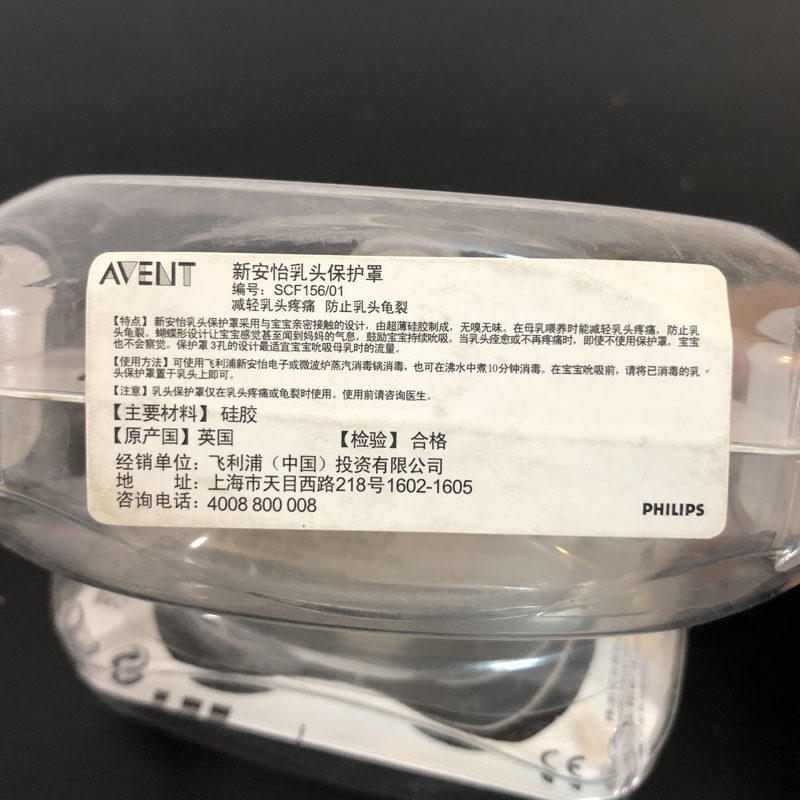 AVENT
新安怡乳头保护罩
编号：SCF156/01
减轻乳头疼痛 防止乳头龟裂
【特点】新安怡乳头保护罩采用与宝宝亲密接触的设计，由超薄硅胶制成，无嗅无味。在母乳喂养时能减轻乳头疼痛，防止乳
头龟裂。蝴蝶形设计让宝宝感觉甚至闻到妈妈的气息，鼓励宝宝持续吮吸。当乳头痊愈或不再疼痛时，即使不使用保护罩，宝宝
也不会察觉。保护罩3孔的设计最适宜宝宝吮吸母乳时的流量。
【使用方法】可使用飞利浦新安怡电子或微波炉蒸汽消毒锅消毒，也可在沸水中煮10分钟消毒。在宝宝吮吸前，请将已消毒的乳
头保护罩置于乳头上即可。
【注意】乳头保护罩仅在乳头疼痛或龟裂时使用。使用前请咨询医生。
【主要材料】硅胶
【原产国】英国 【检验】合格
经销单位：飞利浦（中国）投资有限公司
地 址：上海市天目西路218号1602-1605
咨询电话：4008 800 008
PHILIPS
CE